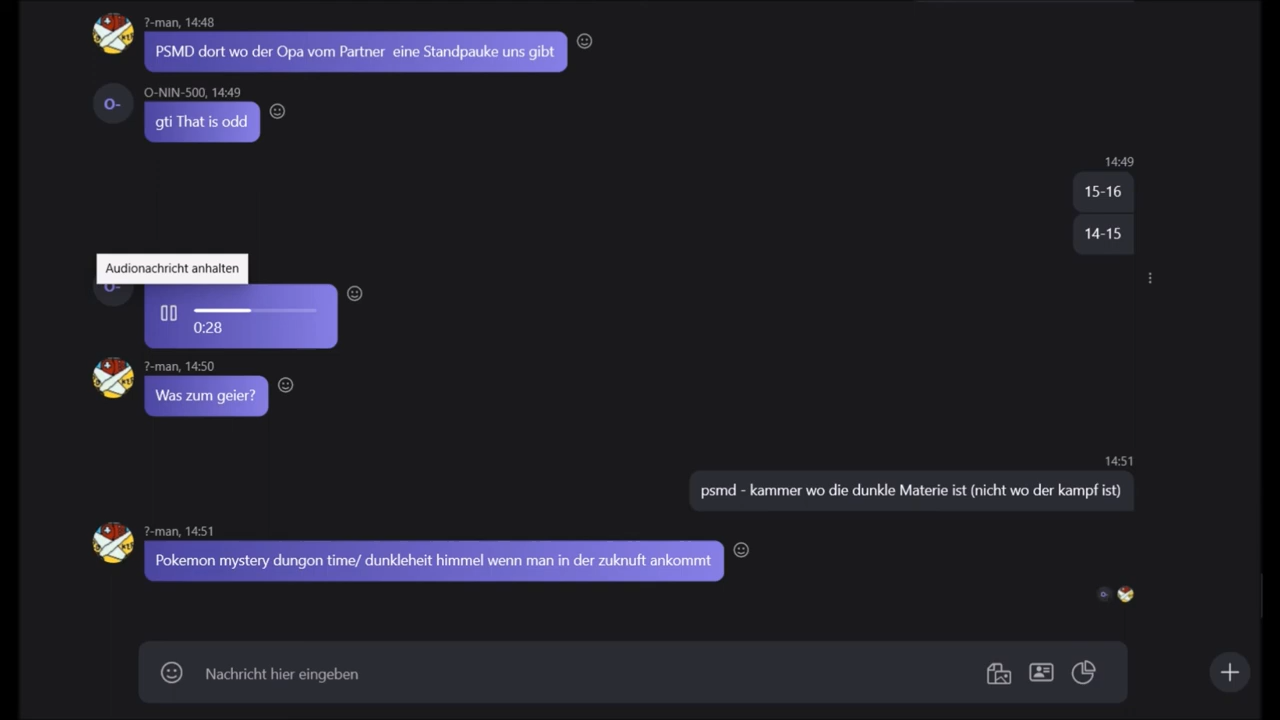 ?-man, 14:48
PSMD dort wo der Opa vom Partner  eine Standpauke uns gibt
O-NIN-500, 14:49
O-
gti That is odd
14:49
15-16
14-15
Audionachricht anhalten
O-
0:28
?-man, 14:50
Was zum geier?
14:51
psmd - kammer wo die dunkle Materie ist (nicht wo der kampf ist)
?-man, 14:51
Pokemon mystery dungon time/ dunkleheit himmel wenn man in der zuknuft ankommt
O-
Nachricht hier eingeben